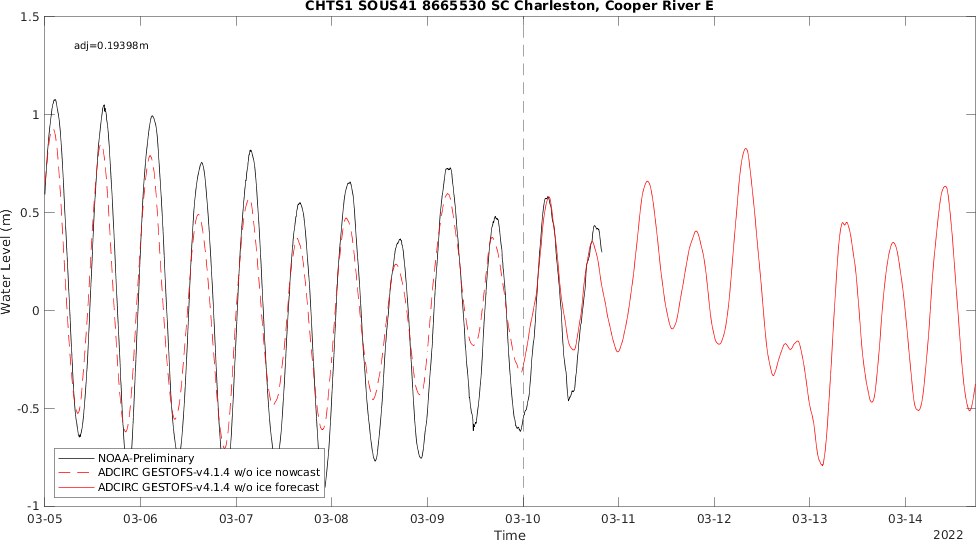 CHTS1 SOUS41 8665530 SC Charleston, Cooper River E
adj=0.19398m
1.5
1
0.5
0
-0.5
-1
Water Level (m)
NOAA-Preliminary
ADCIRC GESTOFS-v4.1.4 w/o ice nowcast
ADCIRC GESTOFS-v4.1.4 w/o ice forecast
03-05 03-06 03-07 03-08 03-09 03-10 03-11 03-12 03-13 03-14
Time
2022